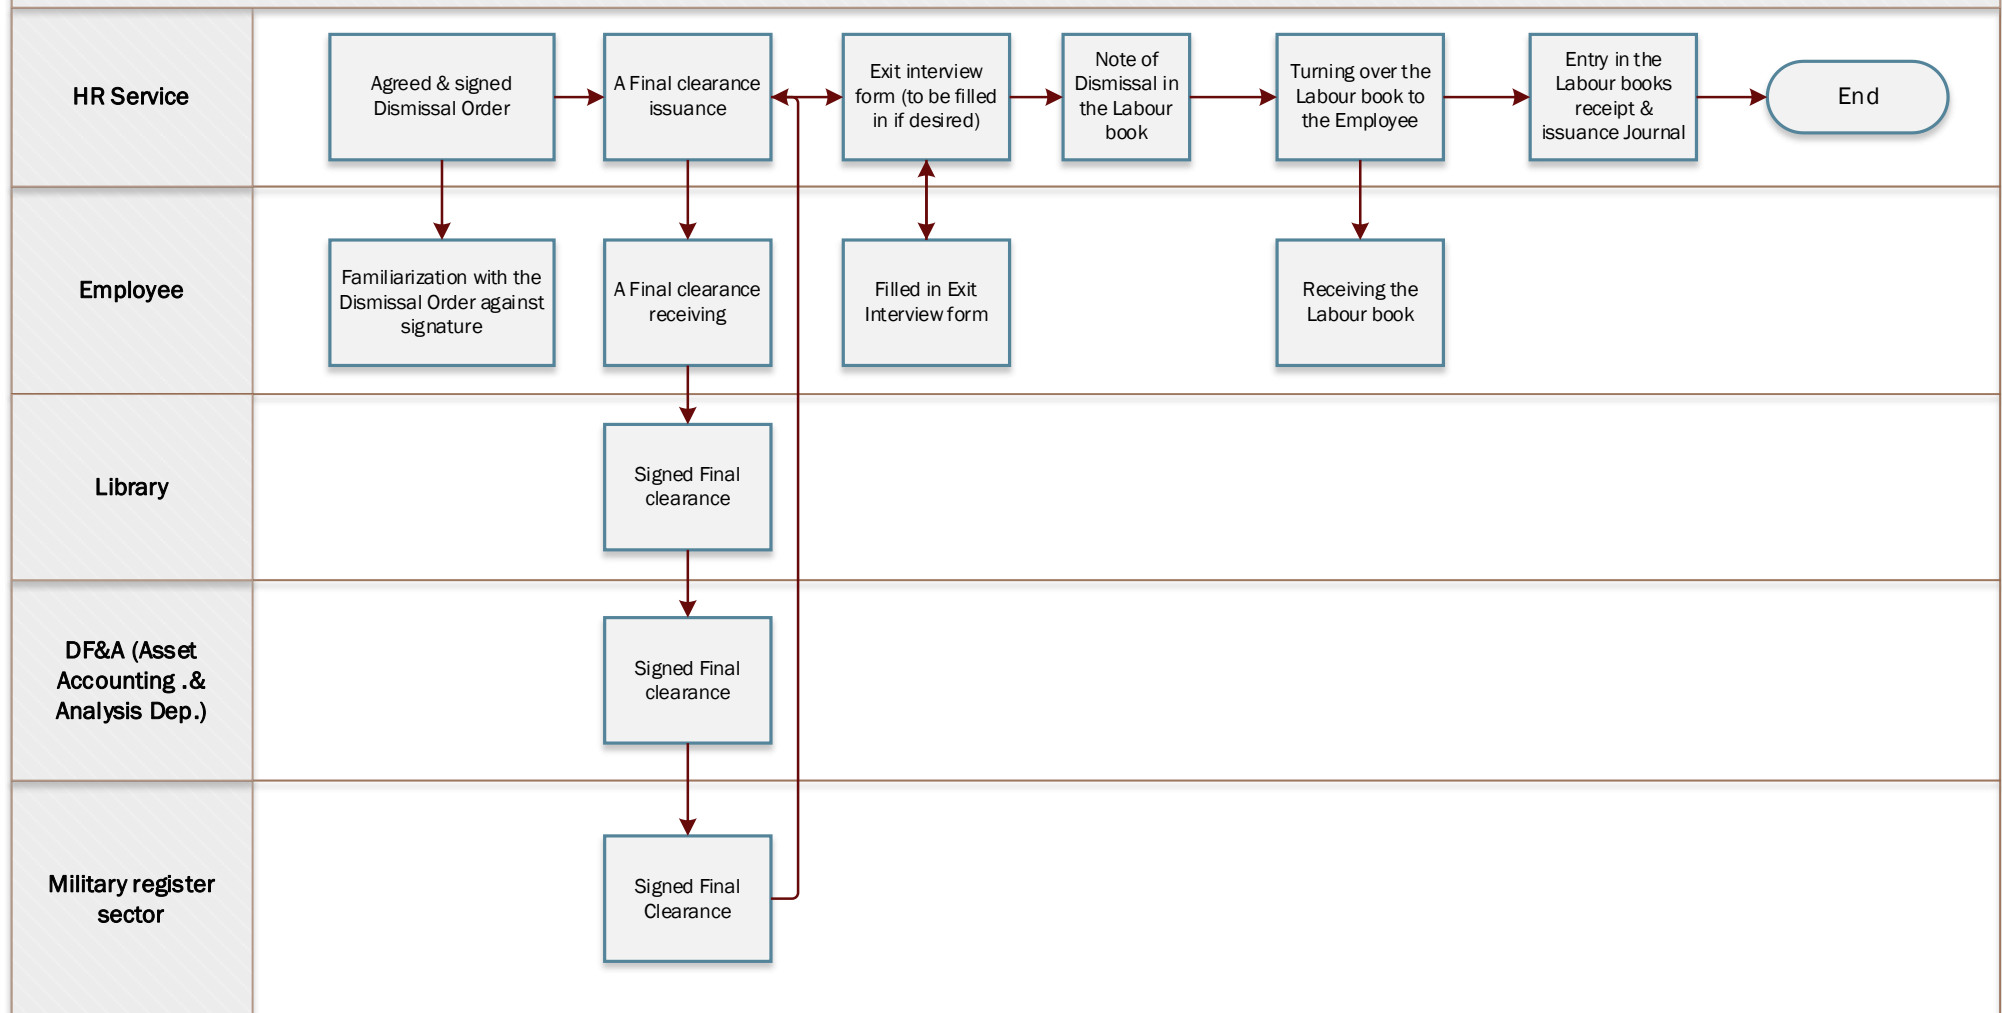 HR Service
Agreed & signed
Dismissal Order
A Final clearance
issuance
Exit interview
form (to be filled
in if desired)
Note of
Dismissal in
the Labour
book
Turning over the
Labour book to
the Employee
Entry in the
Labour books
receipt &
issuance Journal
End
Employee
Familiarization with the
Dismissal Order against
signature
A Final clearance
receiving
Filled in Exit
Interview form
Receiving the
Labour book
Library
Signed Final
clearance
DF&A (Asset
Accounting .&
Analysis Dep.)
Signed Final
clearance
Military register
sector
Signed Final
Clearance